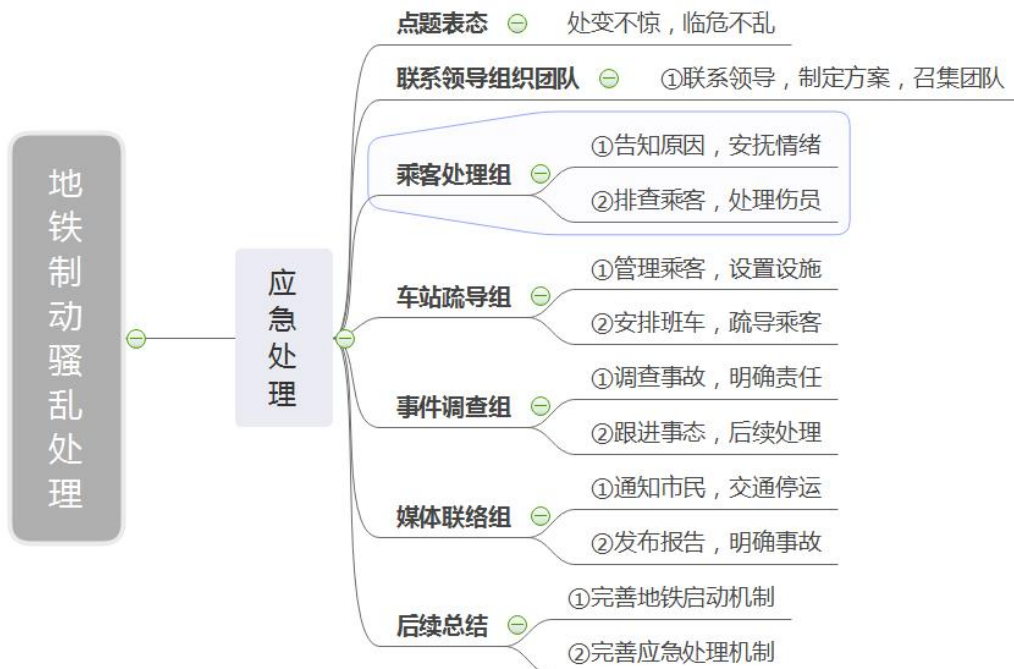 地铁制动骚乱处理
应急处理
点题表态
处变不惊，临危不乱
联系领导组织团队
①联系领导，制定方案，召集团队
乘客处理组
①告知原因，安抚情绪
②排查乘客，处理伤员
车站疏导组
①管理乘客，设置设施
②安排班车，疏导乘客
事件调查组
①调查事故，明确责任
②跟进事态，后续处理
媒体联络组
①通知市民，交通停运
②发布报告，明确事故
后续总结
①完善地铁启动机制
②完善应急处理机制